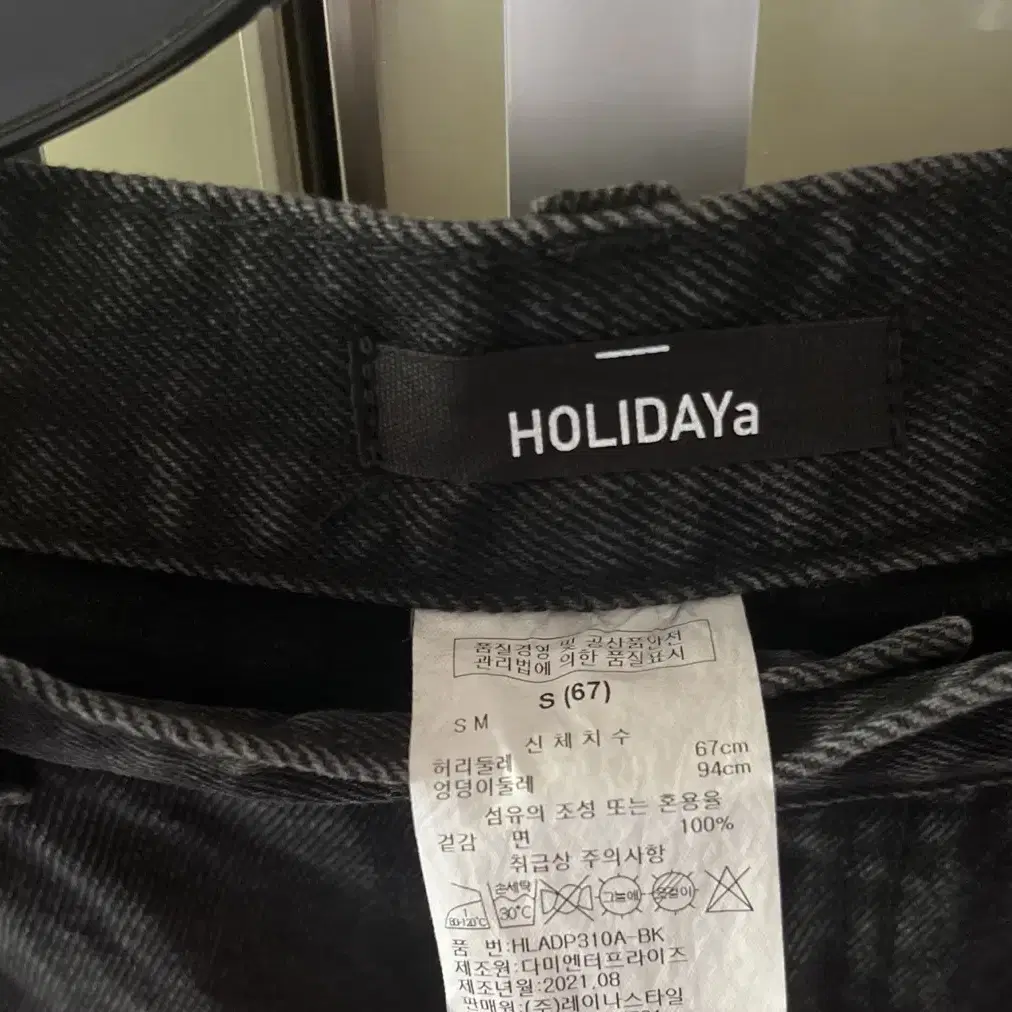 HOLIDAYa
품질경영 및 공산품안전
관리법에 의한 품질표시
S (67)
S M
신체치수
허리둘레 67cm
엉덩이둘레 94cm
섬유의 조성 또는 혼용율
겉감 면 100%
취급상 주의사항
80-120℃ 손세탁 30℃ 그늘에 옷걸이
품 번:HLADP310A-BK
제조원:다미엔터프라이즈
제조년월:2021.08
판매원:(주)레이나스타일